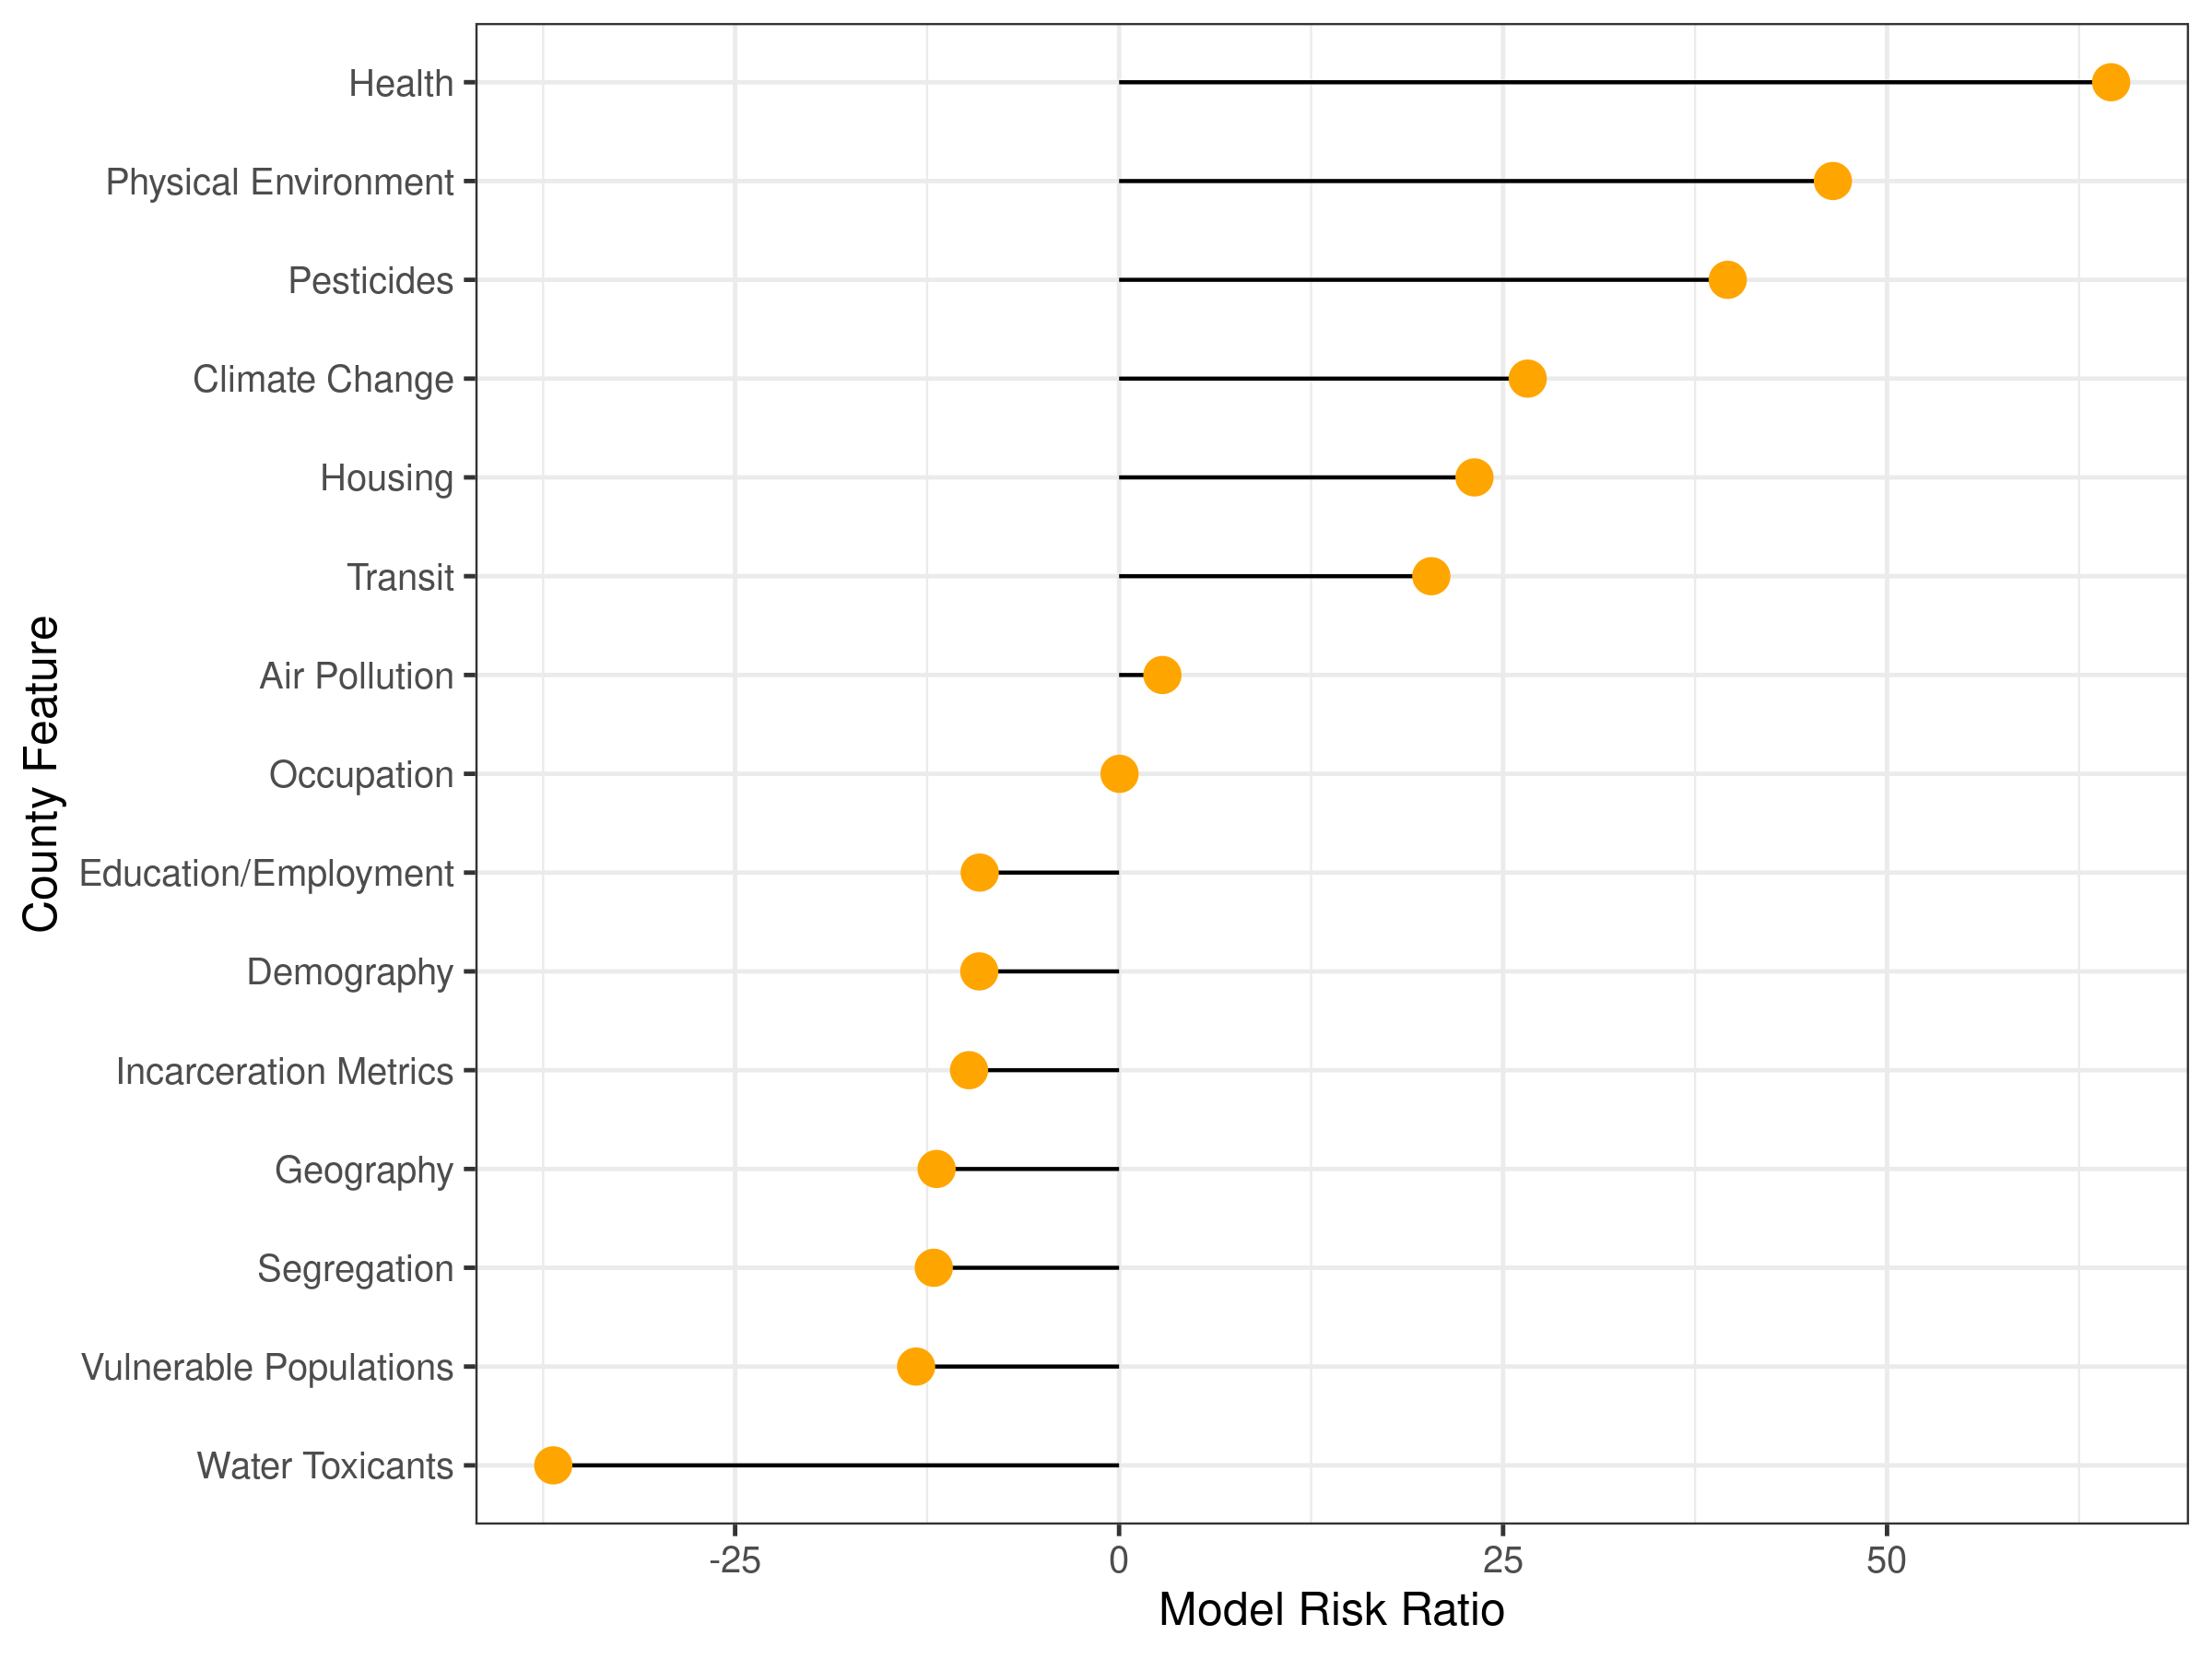 Health
Physical Environment
Pesticides
Climate Change
Housing
Transit
Air Pollution
Occupation
Education/Employment
Demography
Incarceration Metrics
Geography
Segregation
Vulnerable Populations
Water Toxicants
County Feature
-25 0 25 50
Model Risk Ratio